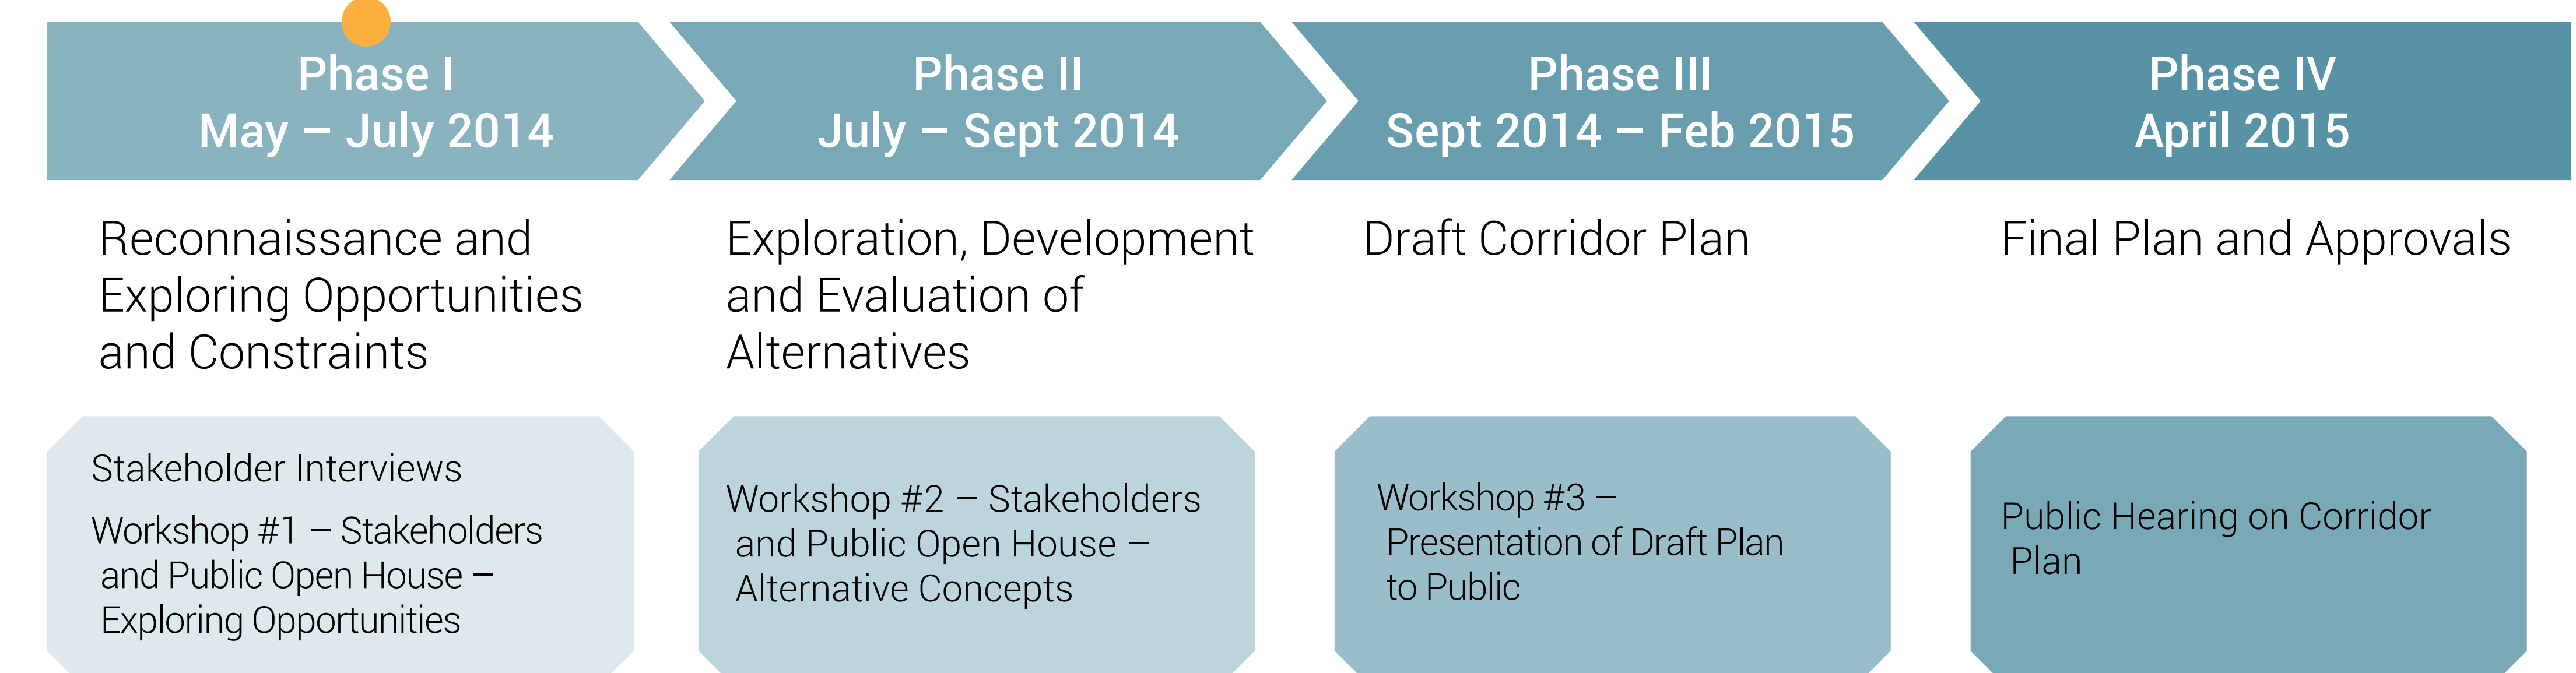 Phase I
May – July 2014
Phase II
July – Sept 2014
Phase III
Sept 2014 – Feb 2015
Phase IV
April 2015
Reconnaissance and
Exploring Opportunities
and Constraints
Exploration, Development
and Evaluation of
Alternatives
Draft Corridor Plan
Final Plan and Approvals
Stakeholder Interviews
Workshop #1 – Stakeholders
and Public Open House –
Exploring Opportunities
Workshop #2 – Stakeholders
and Public Open House –
Alternative Concepts
Workshop #3 –
Presentation of Draft Plan
to Public
Public Hearing on Corridor
Plan